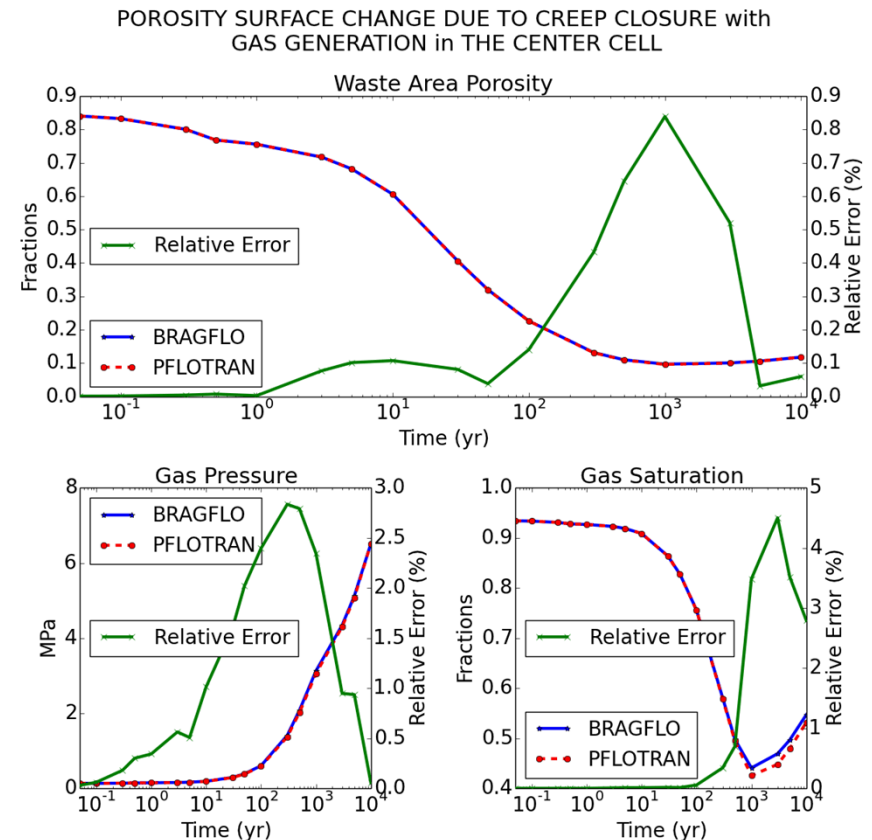 POROSITY SURFACE CHANGE DUE TO CREEP CLOSURE with
GAS GENERATION in THE CENTER CELL
Waste Area Porosity
0.9
0.8
0.7
0.6
0.5
0.4
0.3
0.2
0.1
0.0
Fractions
Relative Error
BRAGFLO
PFLOTRAN
0.9
0.8
0.7
0.6
0.5
0.4
0.3
0.2
0.1
0.0
Relative Error (%)
10⁻¹ 10⁰ 10¹ 10² 10³ 10⁴
Time (yr)
Gas Pressure
8
6
4
2
0
MPa
BRAGFLO
PFLOTRAN
Relative Error
3.0
2.5
2.0
1.5
1.0
0.5
0.0
Relative Error (%)
10⁻¹ 10⁰ 10¹ 10² 10³ 10⁴
Time (yr)
Gas Saturation
1.0
0.9
0.8
0.7
0.6
0.5
0.4
Fractions
Relative Error
BRAGFLO
PFLOTRAN
5
4
3
2
1
0
Relative Error (%)
10⁻¹ 10⁰ 10¹ 10² 10³ 10⁴
Time (yr)